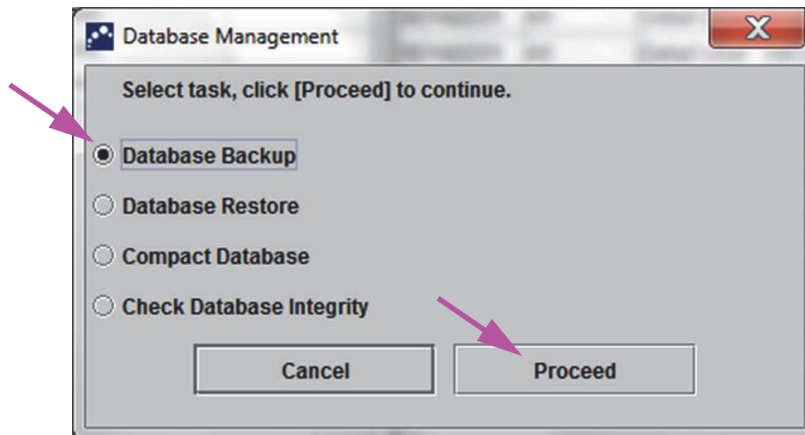 Database Management
Select task, click [Proceed] to continue.
Database Backup
Database Restore
Compact Database
Check Database Integrity
Cancel Proceed